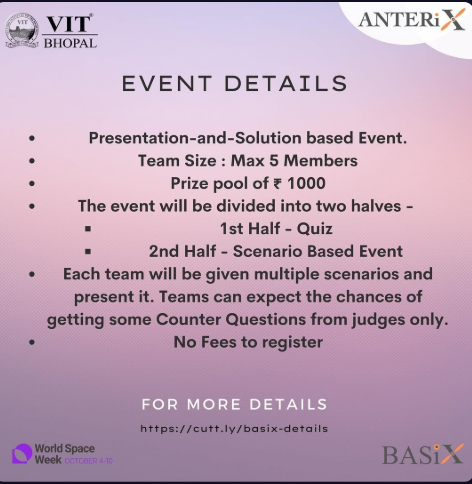 VIT
VIT®
BHOPAL
ANTERiX
EVENT DETAILS
• Presentation-and-Solution based Event.
• Team Size : Max 5 Members
• Prize pool of ₹ 1000
• The event will be divided into two halves -
▪ 1st Half - Quiz
▪ 2nd Half - Scenario Based Event
• Each team will be given multiple scenarios and
present it. Teams can expect the chances of
getting some Counter Questions from judges only.
• No Fees to register
FOR MORE DETAILS
https://cutt.ly/basix-details
World Space
Week OCTOBER 4-10
BASiX